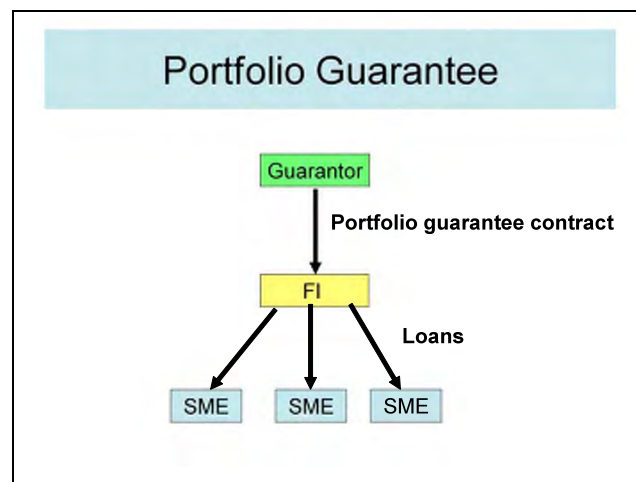 Portfolio Guarantee
Guarantor
Portfolio guarantee contract
FI
Loans
SME SME SME